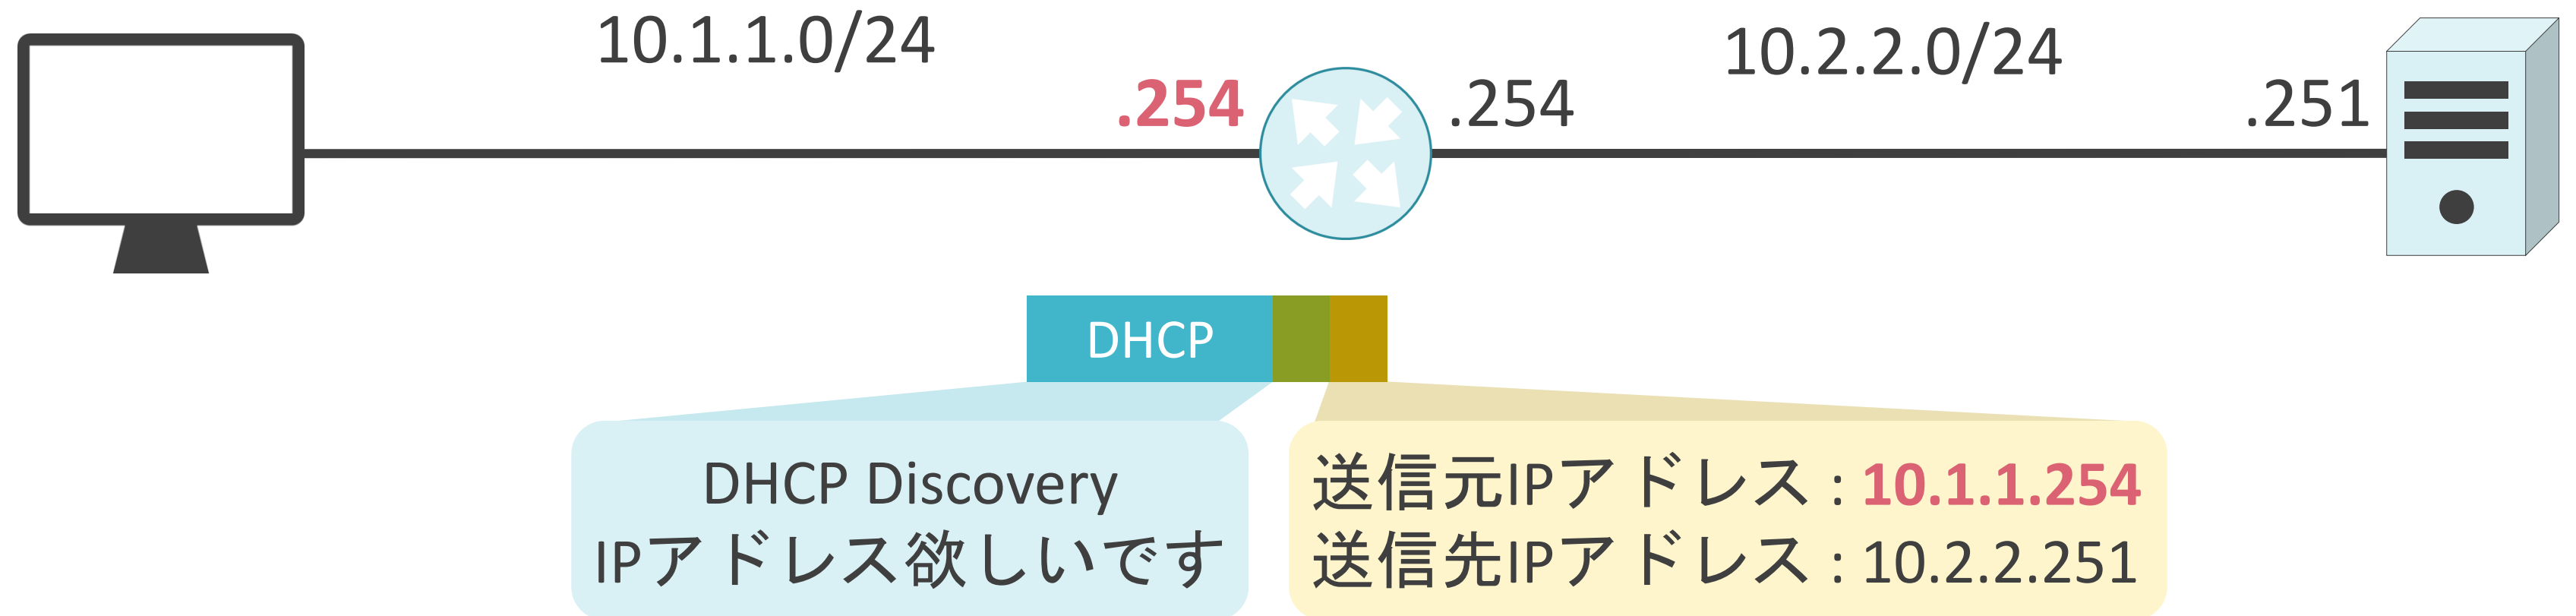 10.1.1.0/24
10.2.2.0/24
.254
.254
.251
DHCP
DHCP Discovery
IPアドレス欲しいです
送信元IPアドレス : 10.1.1.254
送信先IPアドレス : 10.2.2.251